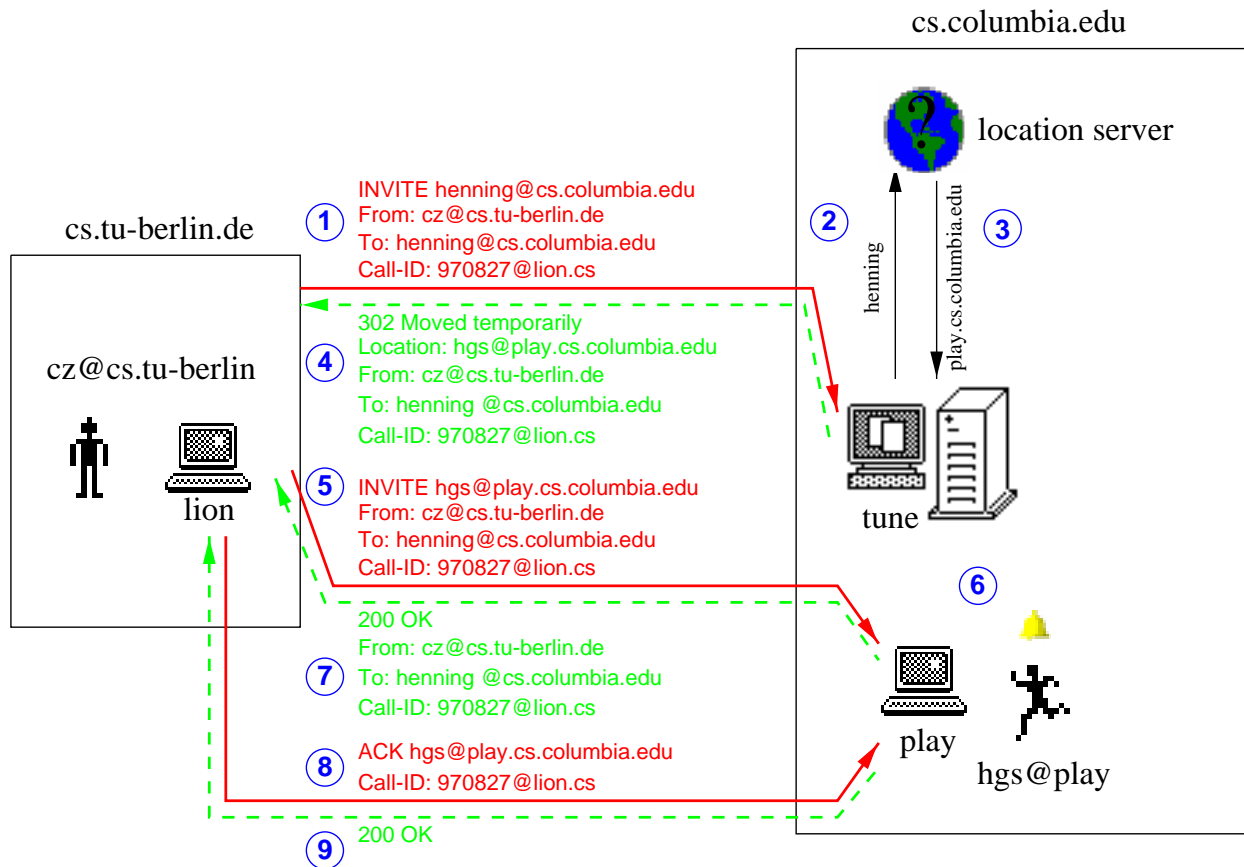 cs.columbia.edu
?
location server
1
INVITE henning@cs.columbia.edu
From: cz@cs.tu-berlin.de
To: henning@cs.columbia.edu
Call-ID: 970827@lion.cs
2
henning
play.cs.columbia.edu
3
cs.tu-berlin.de
cz@cs.tu-berlin
lion
4
302 Moved temporarily
Location: hgs@play.cs.columbia.edu
From: cz@cs.tu-berlin.de
To: henning @cs.columbia.edu
Call-ID: 970827@lion.cs
tune
5
INVITE hgs@play.cs.columbia.edu
From: cz@cs.tu-berlin.de
To: henning@cs.columbia.edu
Call-ID: 970827@lion.cs
6
7
200 OK
From: cz@cs.tu-berlin.de
To: henning @cs.columbia.edu
Call-ID: 970827@lion.cs
play
hgs@play
8
ACK hgs@play.cs.columbia.edu
Call-ID: 970827@lion.cs
9
200 OK